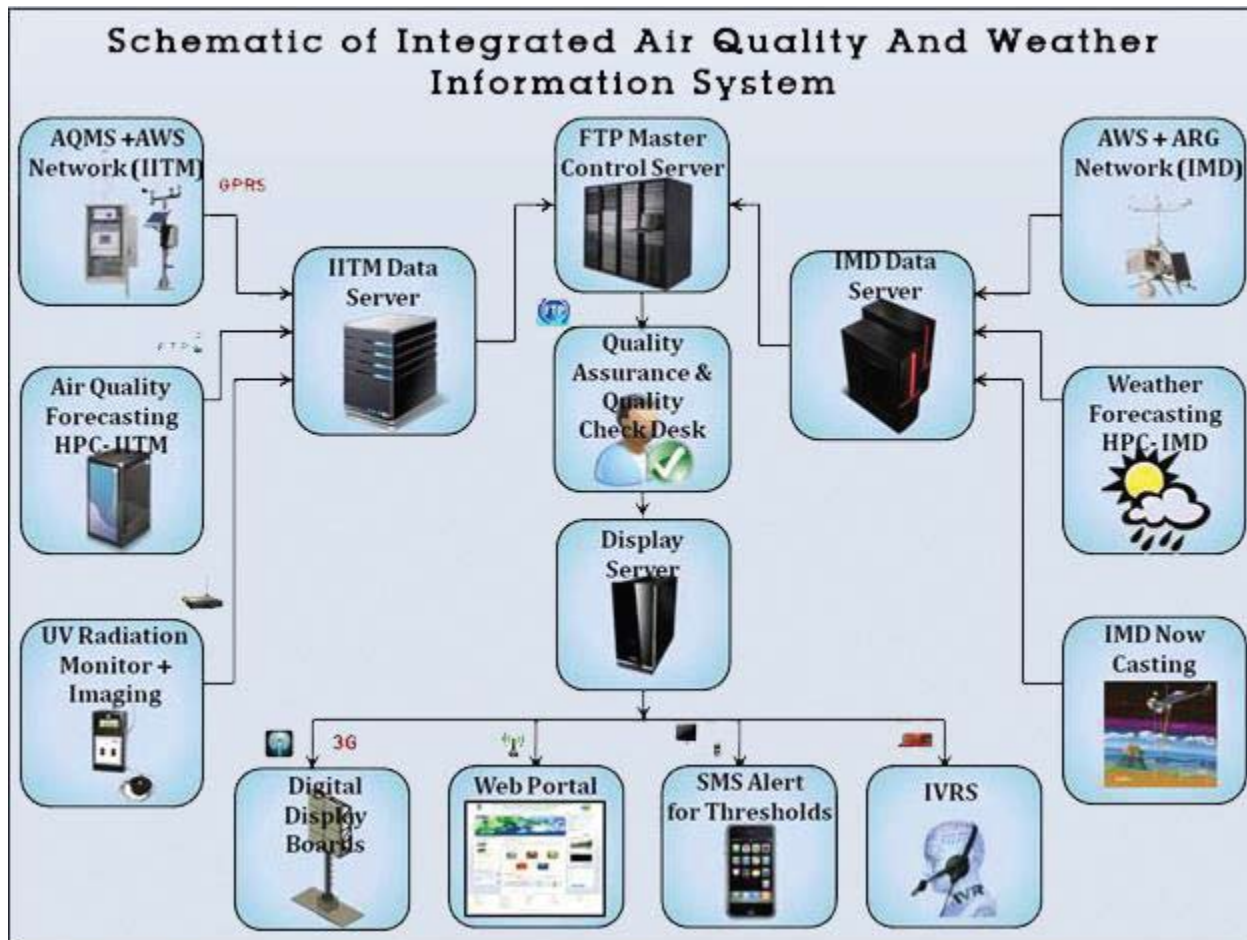 Schematic of Integrated Air Quality And Weather
Information System
AQMS +AWS
Network (IITM)
GPRS
FTP Master
Control Server
AWS + ARG
Network (IMD)
IITM Data
Server
IMD Data
Server
FTP
FTP
Quality
Assurance &
Quality
Check Desk
Air Quality
Forecasting
HPC- IITM
Weather
Forecasting
HPC- IMD
Display
Server
UV Radiation
Monitor +
Imaging
IMD Now
Casting
3G
Digital
Display
Boards
Web Portal
SMS Alert
for Thresholds
IVRS
IVR